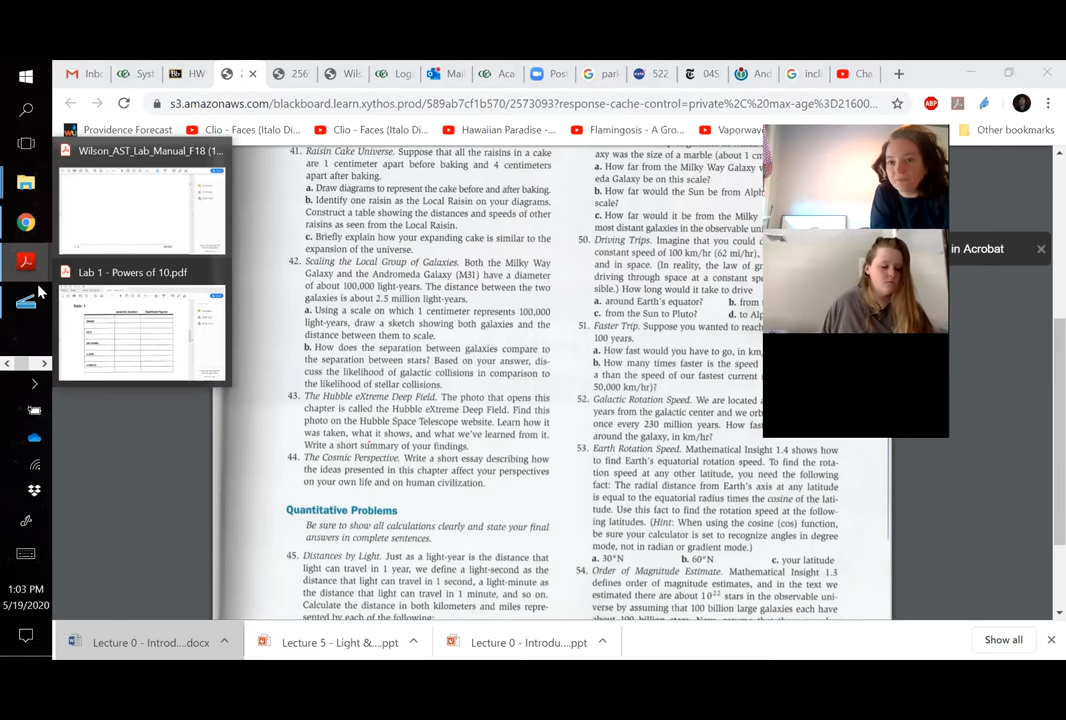 Inb
Syst
HW
256
Wils
Log
Mai
Aca
Post
parl
522
04S
And
incl
Cha
s3.amazonaws.com/blackboard.learn.xythos.prod/589ab7cf1b570/2573093?response-cache-control=private%2C%20max-age%3D21600...
Providence Forecast
Clio - Faces (Italo Di...
Clio - Faces (Italo Di...
Hawaiian Paradise -...
Flamingosis - A Gro...
Vaporwav
Other bookmarks
Wilson_AST_Lab_Manual_F18 (1...
Lab 1 - Powers of 10.pdf
in Acrobat
41. Raisin Cake Universe. Suppose that all the raisins in a cake
are 1 centimeter apart before baking and 4 centimeters
apart after baking.
a. Draw diagrams to represent the cake before and after baking.
b. Identify one raisin as the Local Raisin on your diagrams.
Construct a table showing the distances and speeds of other
raisins as seen from the Local Raisin.
c. Briefly explain how your expanding cake is similar to the
expansion of the universe.
42. Scaling the Local Group of Galaxies. Both the Milky Way
Galaxy and the Andromeda Galaxy (M31) have a diameter
of about 100,000 light-years. The distance between the two
galaxies is about 2.5 million light-years.
a. Using a scale on which 1 centimeter represents 100,000
light-years, draw a sketch showing both galaxies and the
distance between them to scale.
b. How does the separation between galaxies compare to
the separation between stars? Based on your answer, dis-
cuss the likelihood of galactic collisions in comparison to
the likelihood of stellar collisions.
43. The Hubble eXtreme Deep Field. The photo that opens this
chapter is called the Hubble eXtreme Deep Field. Find this
photo on the Hubble Space Telescope website. Learn how it
was taken, what it shows, and what we've learned from it.
Write a short summary of your findings.
44. The Cosmic Perspective. Write a short essay describing how
the ideas presented in this chapter affect your perspectives
on your own life and on human civilization.
Quantitative Problems
Be sure to show all calculations clearly and state your final
answers in complete sentences.
45. Distances by Light. Just as a light-year is the distance that
light can travel in 1 year, we define a light-second as the
distance that light can travel in 1 second, a light-minute as
the distance that light can travel in 1 minute, and so on.
Calculate the distance in both kilometers and miles repre-
sented by each of the following:
axy was the size of a marble (about 1 cm
a. How far from the Milky Way Galaxy w
eda Galaxy be on this scale?
b. How far would the Sun be from Alph
scale?
c. How far would it be from the Milky
most distant galaxies in the observable un
50. Driving Trips. Imagine that you could d
constant speed of 100 km/hr (62 mi/hr),
and in space. (In reality, the law of gr
driving through space at a constant sp
sible.) How long would it take to drive
a. around Earth's equator? b. from
c. from the Sun to Pluto? d. to Alp
51. Faster Trip. Suppose you wanted to reach
100 years.
a. How fast would you have to go, in km,
b. How many times faster is the speed
a than the speed of our fastest current s
50,000 km/hr)?
52. Galactic Rotation Speed. We are located
years from the galactic center and we orb
once every 230 million years. How fas
around the galaxy, in km/hr?
53. Earth Rotation Speed. Mathematical Insight 1.4 shows how
to find Earth's equatorial rotation speed. To find the rota-
tion speed at any other latitude, you need the following
fact: The radial distance from Earth's axis at any latitude
is equal to the equatorial radius times the cosine of the lati-
tude. Use this fact to find the rotation speed at the follow-
ing latitudes. (Hint: When using the cosine (cos) function,
be sure your calculator is set to recognize angles in degree
mode, not in radian or gradient mode.)
a. 30°N b. 60°N c. your latitude
54. Order of Magnitude Estimate. Mathematical Insight 1.3
defines order of magnitude estimates, and in the text we
estimated there are about 10²² stars in the observable uni-
verse by assuming that 100 billion large galaxies each have
1:03 PM
5/19/2020
Lecture 0 - Introd....docx
Lecture 5 - Light &....ppt
Lecture 0 - Introdu....ppt
Show all